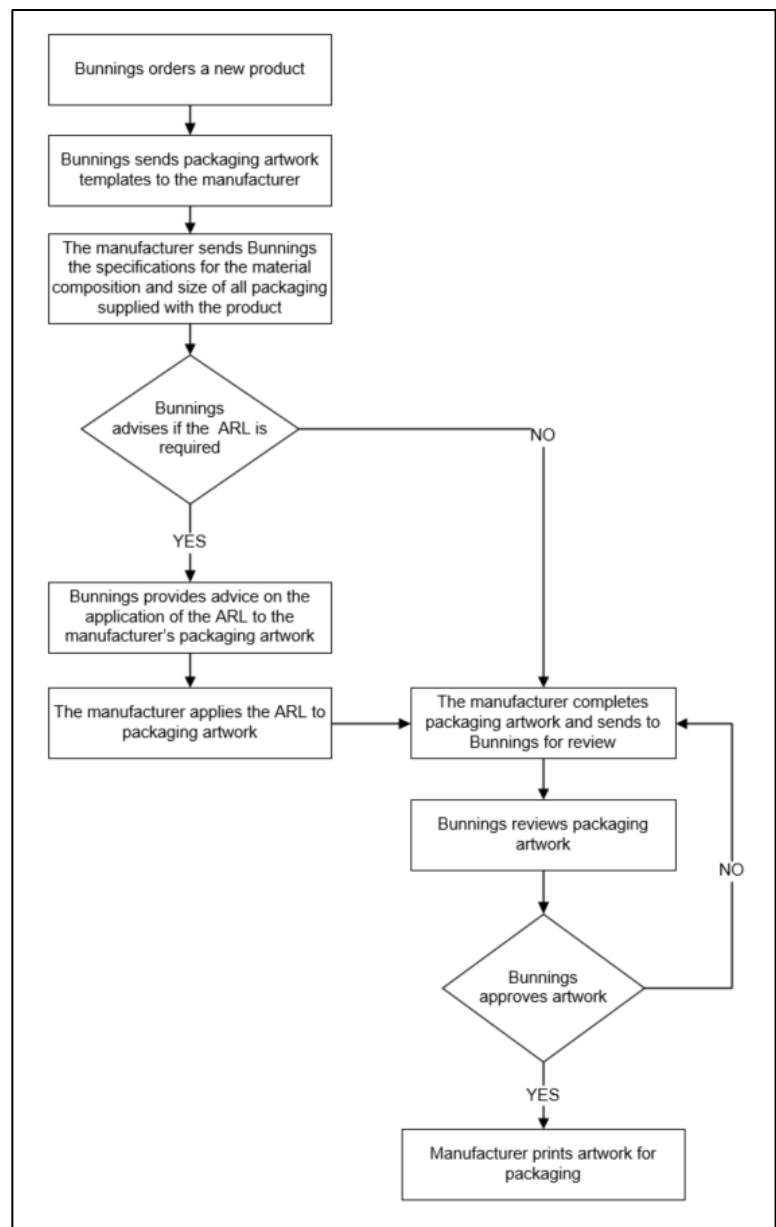 Bunnings orders a new product
Bunnings sends packaging artwork
templates to the manufacturer
The manufacturer sends Bunnings
the specifications for the material
composition and size of all packaging
supplied with the product
Bunnings
advises if the ARL is
required
NO
YES
Bunnings provides advice on the
application of the ARL to the
manufacturer's packaging artwork
The manufacturer applies the ARL to
packaging artwork
The manufacturer completes
packaging artwork and sends to
Bunnings for review
Bunnings reviews packaging
artwork
NO
Bunnings
approves artwork
YES
Manufacturer prints artwork for
packaging